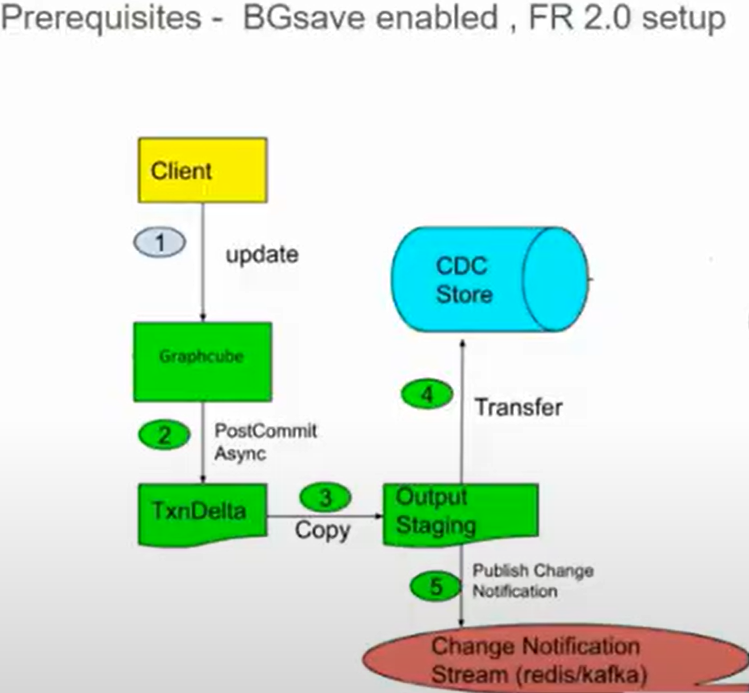 Prerequisites - BGsave enabled , FR 2.0 setup
Client
1
update
CDC
Store
Graphcube
4
Transfer
2
PostCommit
Async
TxnDelta
3
Copy
Output
Staging
5
Publish Change
Notification
Change Notification
Stream (redis/kafka)